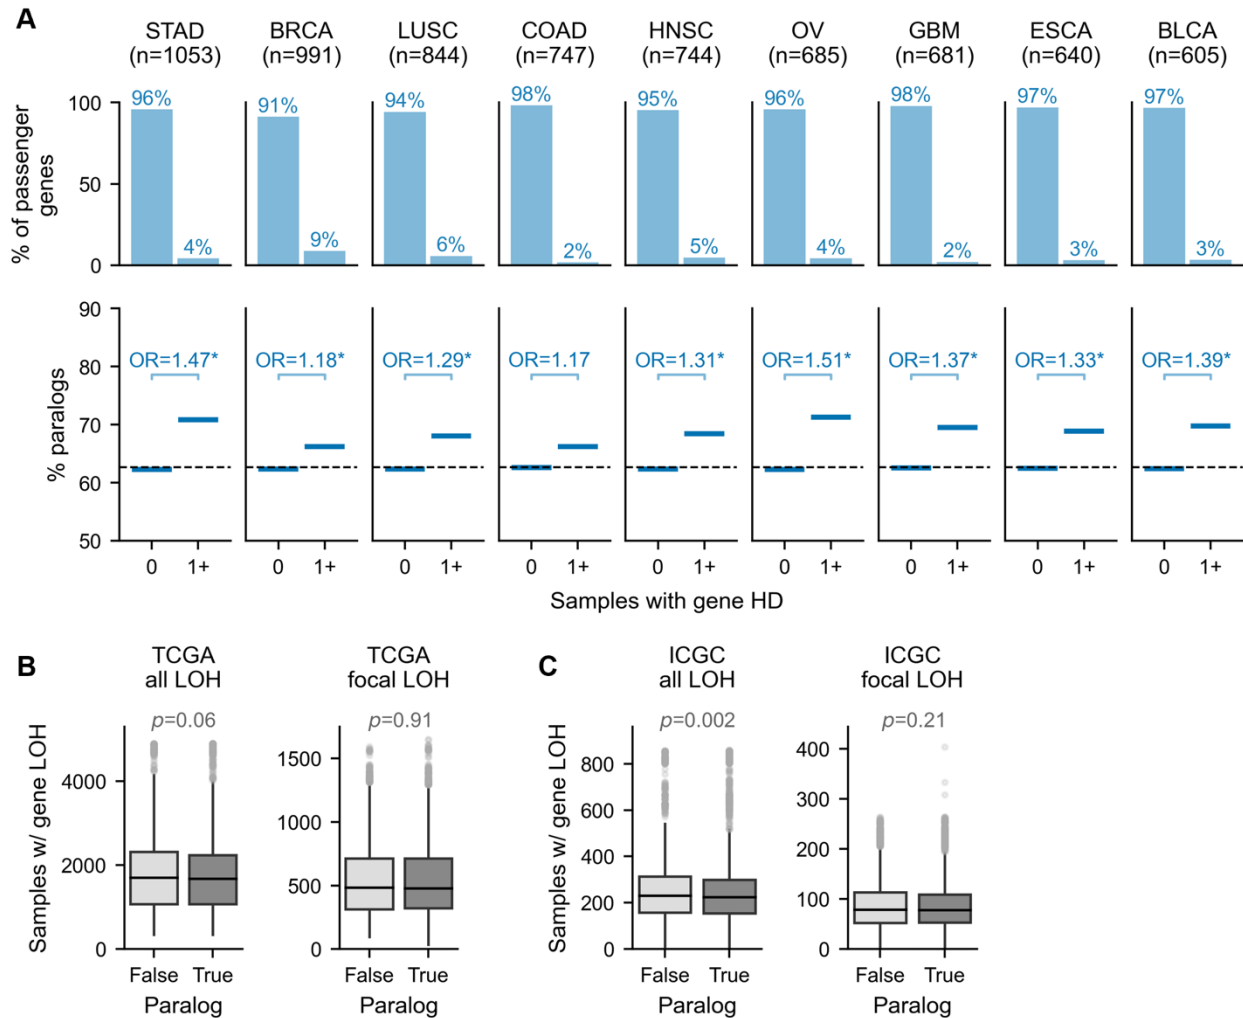 A
STAD BRCA LUSC COAD HNSC OV GBM ESCA BLCA
(n=1053) (n=991) (n=844) (n=747) (n=744) (n=685) (n=681) (n=640) (n=605)
% of passenger
genes
100
50
0
96% 91% 94% 98% 95% 96% 98% 97% 97%
4% 9% 6% 2% 5% 4% 2% 3% 3%
% paralogs
90
80
70
60
50
OR=1.47* OR=1.18* OR=1.29* OR=1.17 OR=1.31* OR=1.51* OR=1.37* OR=1.33* OR=1.39*
0 1+ 0 1+ 0 1+ 0 1+ 0 1+ 0 1+ 0 1+ 0 1+ 0 1+
Samples with gene HD
B
TCGA
all LOH
p=0.06
Samples w/ gene LOH
4000
2000
0
False True
Paralog
TCGA
focal LOH
p=0.91
1500
1000
500
0
False True
Paralog
C
ICGC
all LOH
p=0.002
Samples w/ gene LOH
800
600
400
200
0
False True
Paralog
ICGC
focal LOH
p=0.21
400
300
200
100
0
False True
Paralog